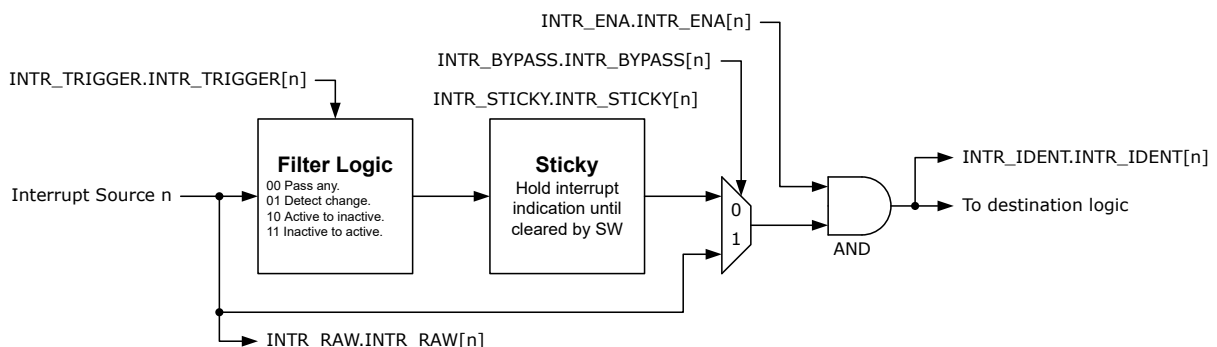 INTR_ENA.INTR_ENA[n]
INTR_BYPASS.INTR_BYPASS[n]
INTR_TRIGGER.INTR_TRIGGER[n]
INTR_STICKY.INTR_STICKY[n]
Filter Logic
00 Pass any.
01 Detect change.
10 Active to inactive.
11 Inactive to active.
Sticky
Hold interrupt
indication until
cleared by SW
INTR_IDENT.INTR_IDENT[n]
Interrupt Source n
0
1
To destination logic
AND
INTR_RAW.INTR_RAW[n]